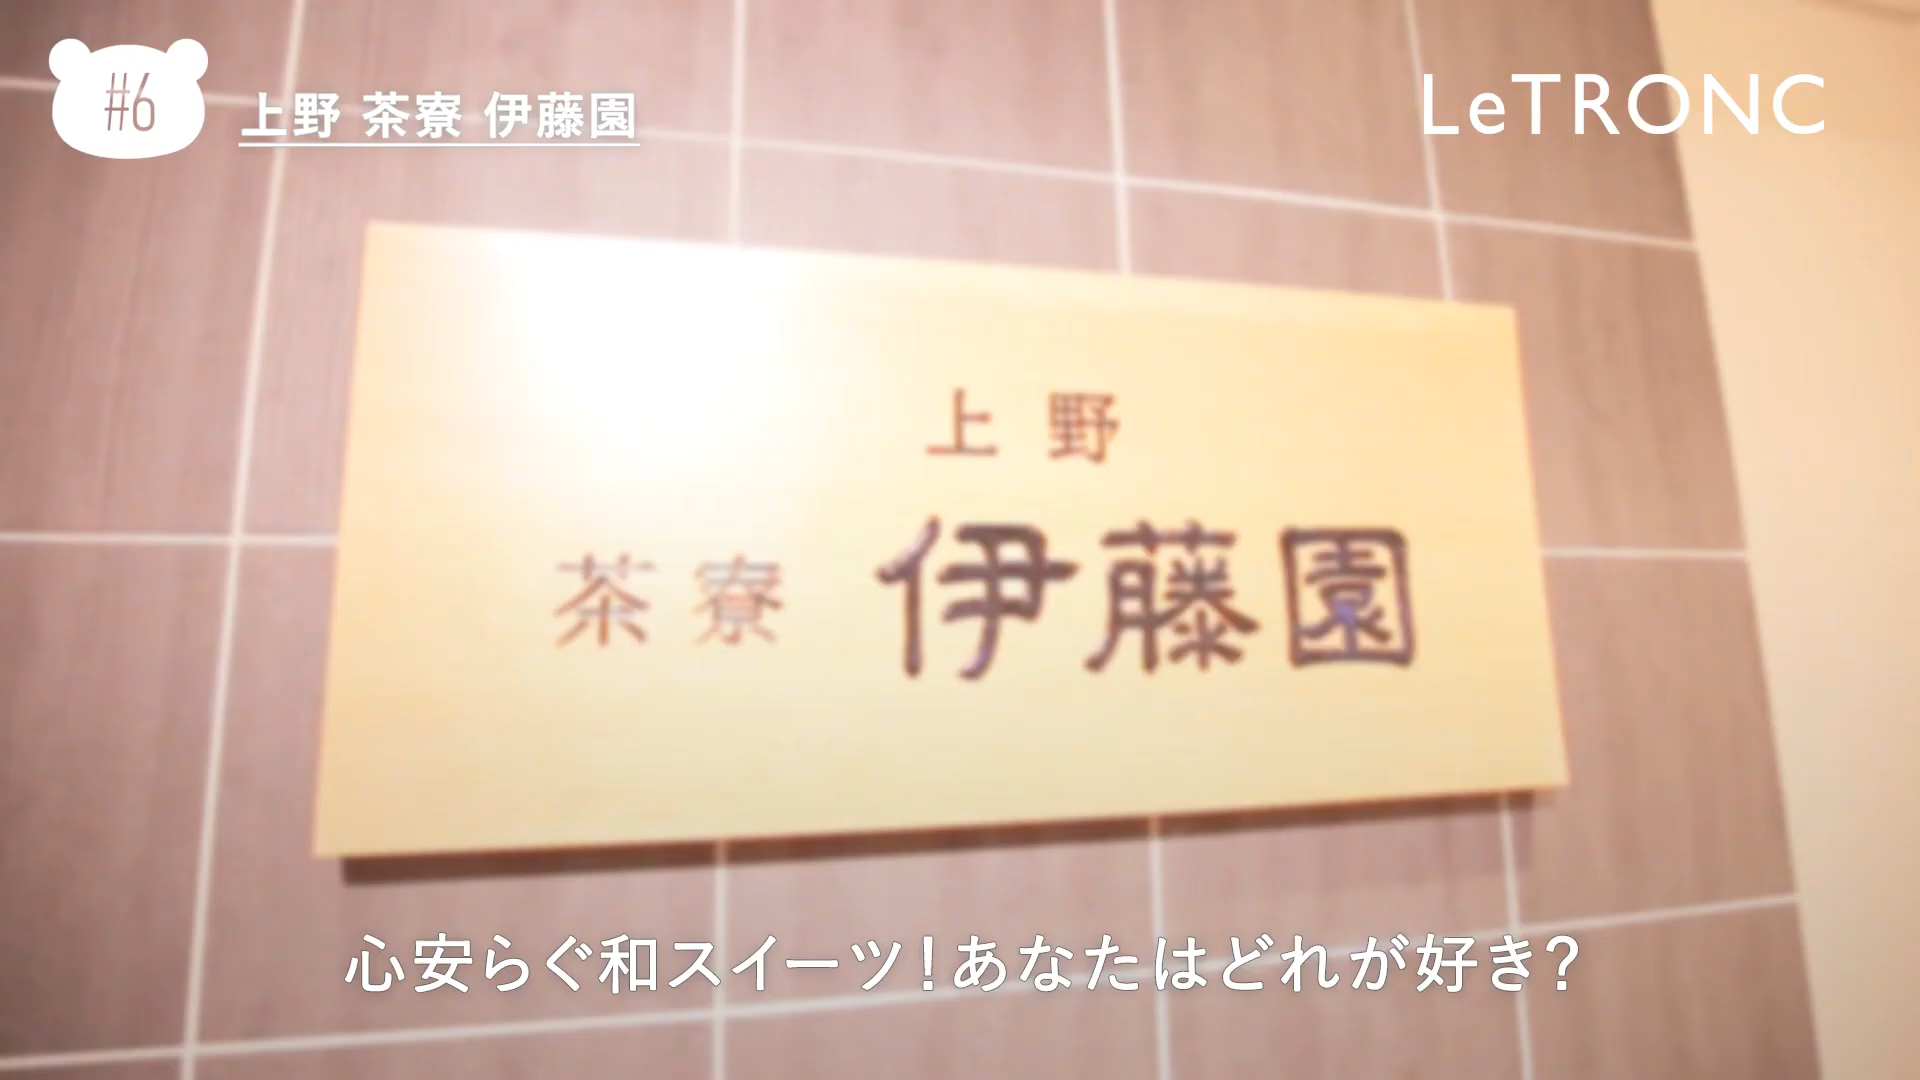 #6
上野 茶寮 伊藤園
LeTRONC
上野
茶寮 伊藤園
心安らぐ和スイーツ!あなたはどれが好き?